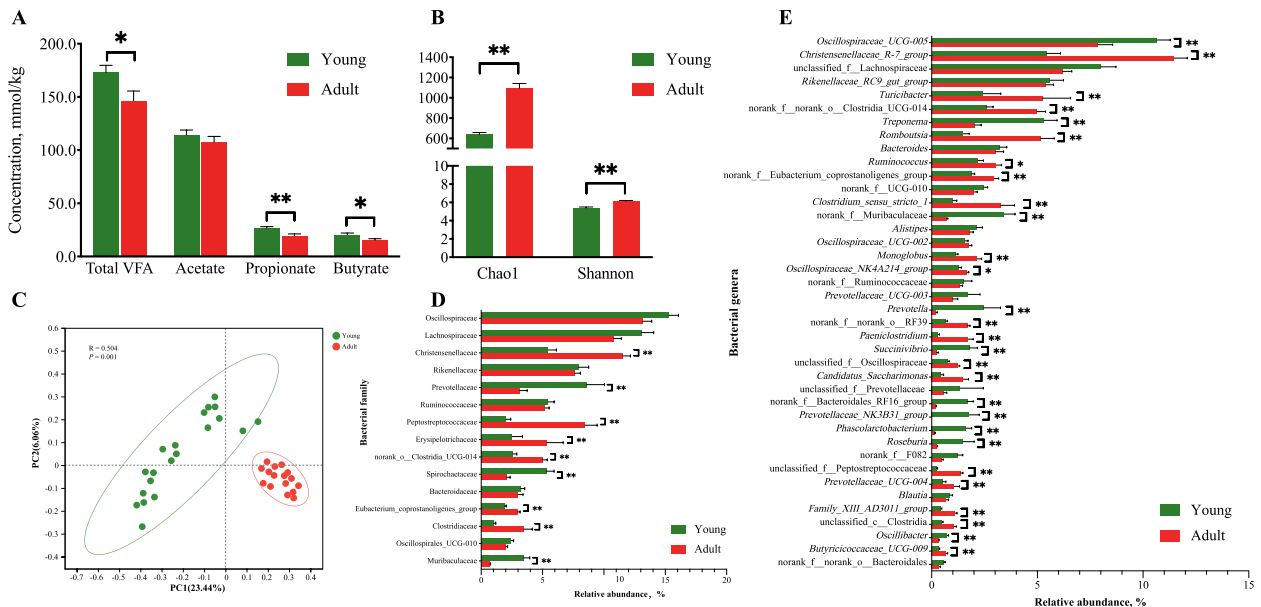 A
Concentration, mmol/kg
200.0
150.0
100.0
50.0
0.0
*
**
*
Young
Adult
Total VFA
Acetate
Propionate
Butyrate
B
1400
1200
1000
800
600
10
8
6
4
2
0
**
**
Young
Adult
Chao1
Shannon
C
R = 0.504
P = 0.001
Young
Adult
PC2(6.06%)
0.6
0.5
0.4
0.3
0.2
0.1
0
-0.1
-0.2
-0.3
-0.4
-0.7
-0.6
-0.5
-0.4
-0.3
-0.2
-0.1
0
0.1
0.2
0.3
0.4
PC1(23.44%)
D
Bacterial family
Oscillospiraceae
Lachnospiraceae
Christensenellaceae **
Rikenellaceae
Prevotellaceae **
Ruminococcaceae
Peptostreptococcaceae **
Erysipelotrichaceae **
norank_o__Clostridia_UCG-014 **
Spirochaetaceae **
Bacteroidaceae
Eubacterium_coprostanoligenes_group **
Clostridiaceae **
Oscillospirales_UCG-010
Muribaculaceae **
Young
Adult
0
5
10
15
20
Relative abundance, %
E
Bacterial genera
Oscillospiraceae_UCG-005 **
Christensenellaceae_R-7_group **
unclassified_f__Lachnospiraceae
Rikenellaceae_RC9_gut_group
Turicibacter **
norank_f__norank_o__Clostridia_UCG-014 **
Treponema **
Romboutsia **
Bacteroides
Ruminococcus *
norank_f__Eubacterium_coprostanoligenes_group **
norank_f__UCG-010
Clostridium_sensu_stricto_1 **
norank_f__Muribaculaceae **
Alistipes
Oscillospiraceae_UCG-002
Monoglobus **
Oscillospiraceae_NK4A214_group *
norank_f__Ruminococcaceae
Prevotellaceae_UCG-003
Prevotella **
norank_f__norank_o__RF39 **
Paeniclostridium **
Succinivibrio **
unclassified_f__Oscillospiraceae **
Candidatus_Saccharimonas **
unclassified_f__Prevotellaceae
norank_f__Bacteroidales_RF16_group **
Prevotellaceae_NK3B31_group **
Phascolarctobacterium **
Roseburia **
norank_f__F082
unclassified_f__Peptostreptococcaceae **
Prevotellaceae_UCG-004 **
Blautia
Family_XIII_AD3011_group **
unclassified_c__Clostridia **
Oscillibacter **
Butyricicoccaceae_UCG-009 **
norank_f__norank_o__Bacteroidales
Young
Adult
0
5
10
15
Relative abundance, %